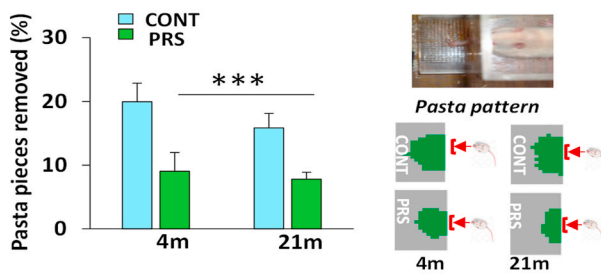 Pasta pieces removed (%)
30
20
10
0
CONT
PRS
***
4m
21m
Pasta pattern
CONT
CONT
PRS
PRS
4m
21m